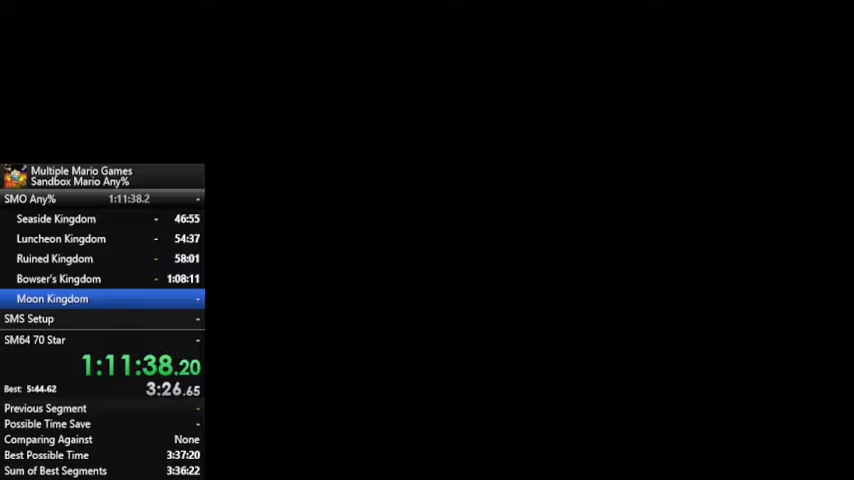 Multiple Mario Games
Sandbox Mario Any%
SMO Any% 1:11:38.2 -
Seaside Kingdom - 46:55
Luncheon Kingdom - 54:37
Ruined Kingdom - 58:01
Bowser's Kingdom - 1:08:11
Moon Kingdom -
SMS Setup -
SM64 70 Star -
1:11:38.20
Best: 5:44.62 3:26.65
Previous Segment -
Possible Time Save -
Comparing Against None
Best Possible Time 3:37:20
Sum of Best Segments 3:36:22